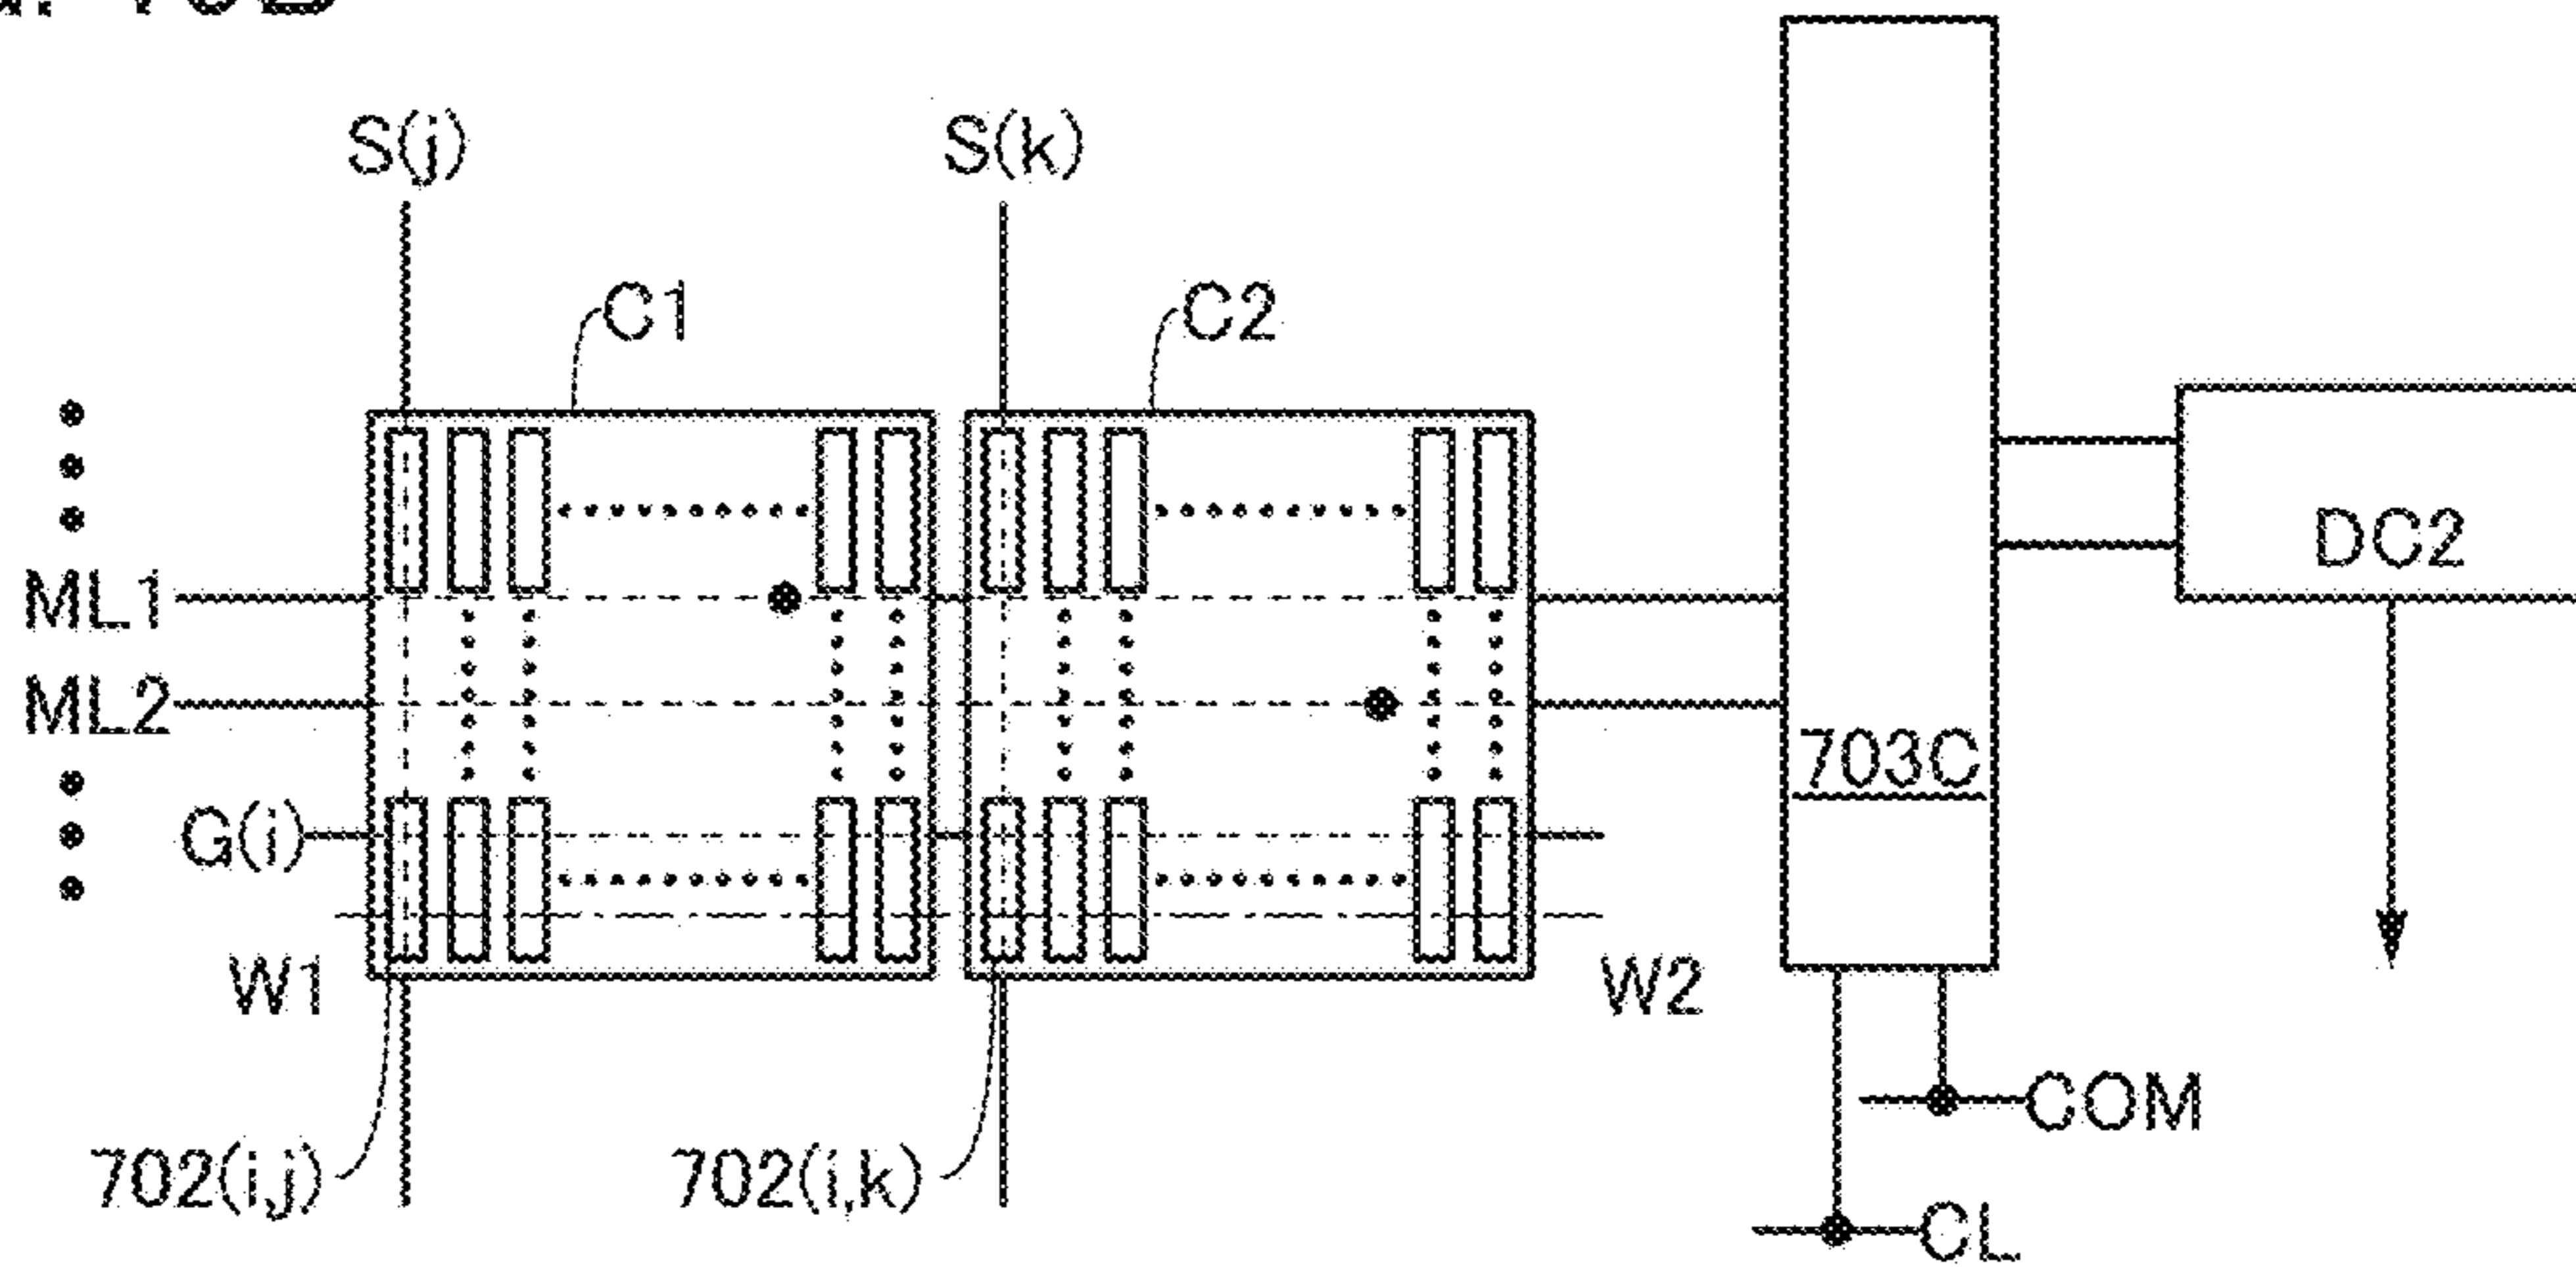 S(j)
S(k)
C1
C2
ML1
DC2
ML2
703C
G(i)
W1
W2
COM
702(i,j)
702(i,k)
CL